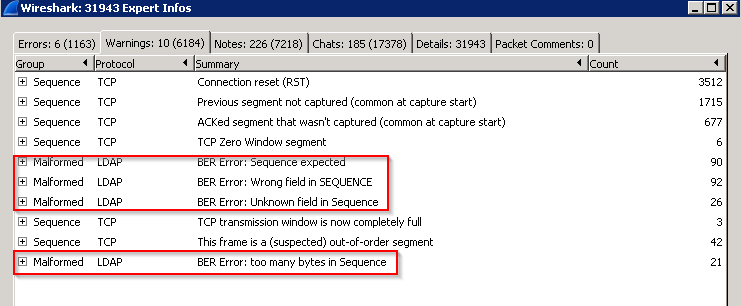 Wireshark: 31943 Expert Infos
Errors: 6 (1163) Warnings: 10 (6184) Notes: 226 (7218) Chats: 185 (17378) Details: 31943 Packet Comments: 0
Group Protocol Summary Count
Sequence TCP Connection reset (RST) 3512
Sequence TCP Previous segment not captured (common at capture start) 1715
Sequence TCP ACKed segment that wasn't captured (common at capture start) 677
Sequence TCP TCP Zero Window segment 6
Malformed LDAP BER Error: Sequence expected 90
Malformed LDAP BER Error: Wrong field in SEQUENCE 92
Malformed LDAP BER Error: Unknown field in Sequence 26
Sequence TCP TCP transmission window is now completely full 3
Sequence TCP This frame is a (suspected) out-of-order segment 42
Malformed LDAP BER Error: too many bytes in Sequence 21